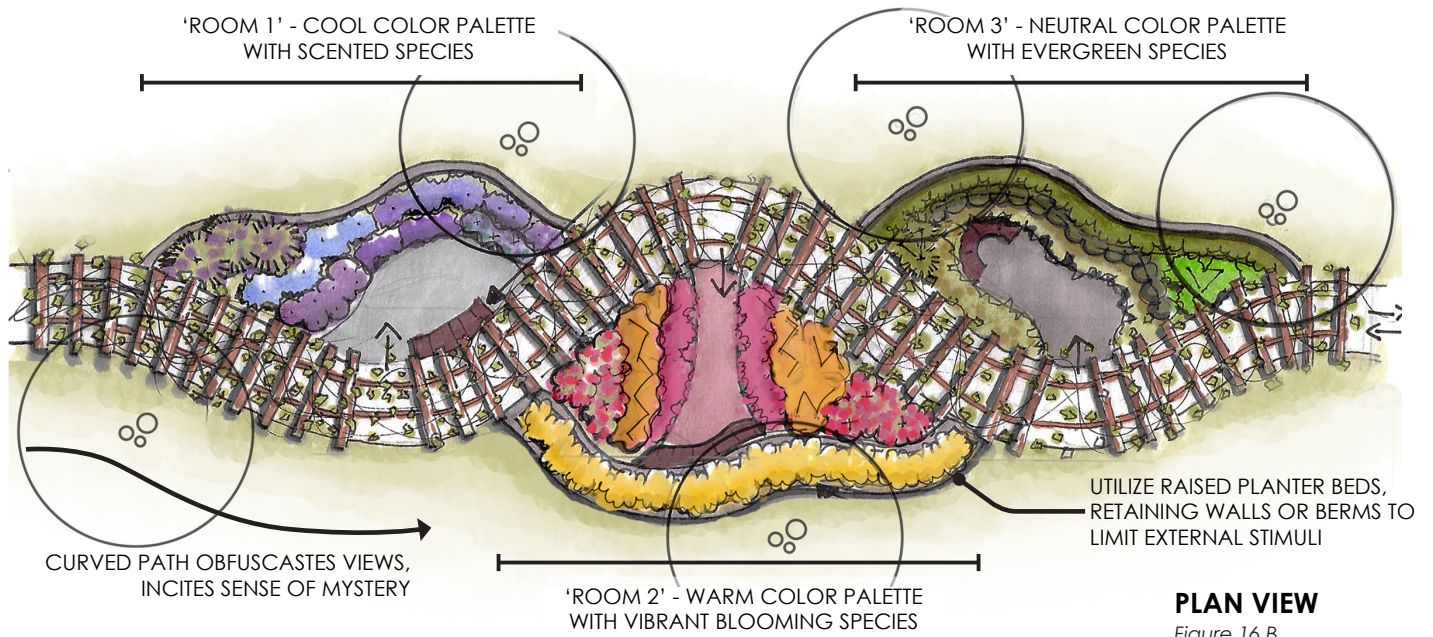 ‘ROOM 1’ - COOL COLOR PALETTE
WITH SCENTED SPECIES
‘ROOM 3’ - NEUTRAL COLOR PALETTE
WITH EVERGREEN SPECIES
UTILIZE RAISED PLANTER BEDS,
RETAINING WALLS OR BERMS TO
LIMIT EXTERNAL STIMULI
CURVED PATH OBFUSCASTES VIEWS,
INCITES SENSE OF MYSTERY
‘ROOM 2’ - WARM COLOR PALETTE
WITH VIBRANT BLOOMING SPECIES
PLAN VIEW
Figure 16.B